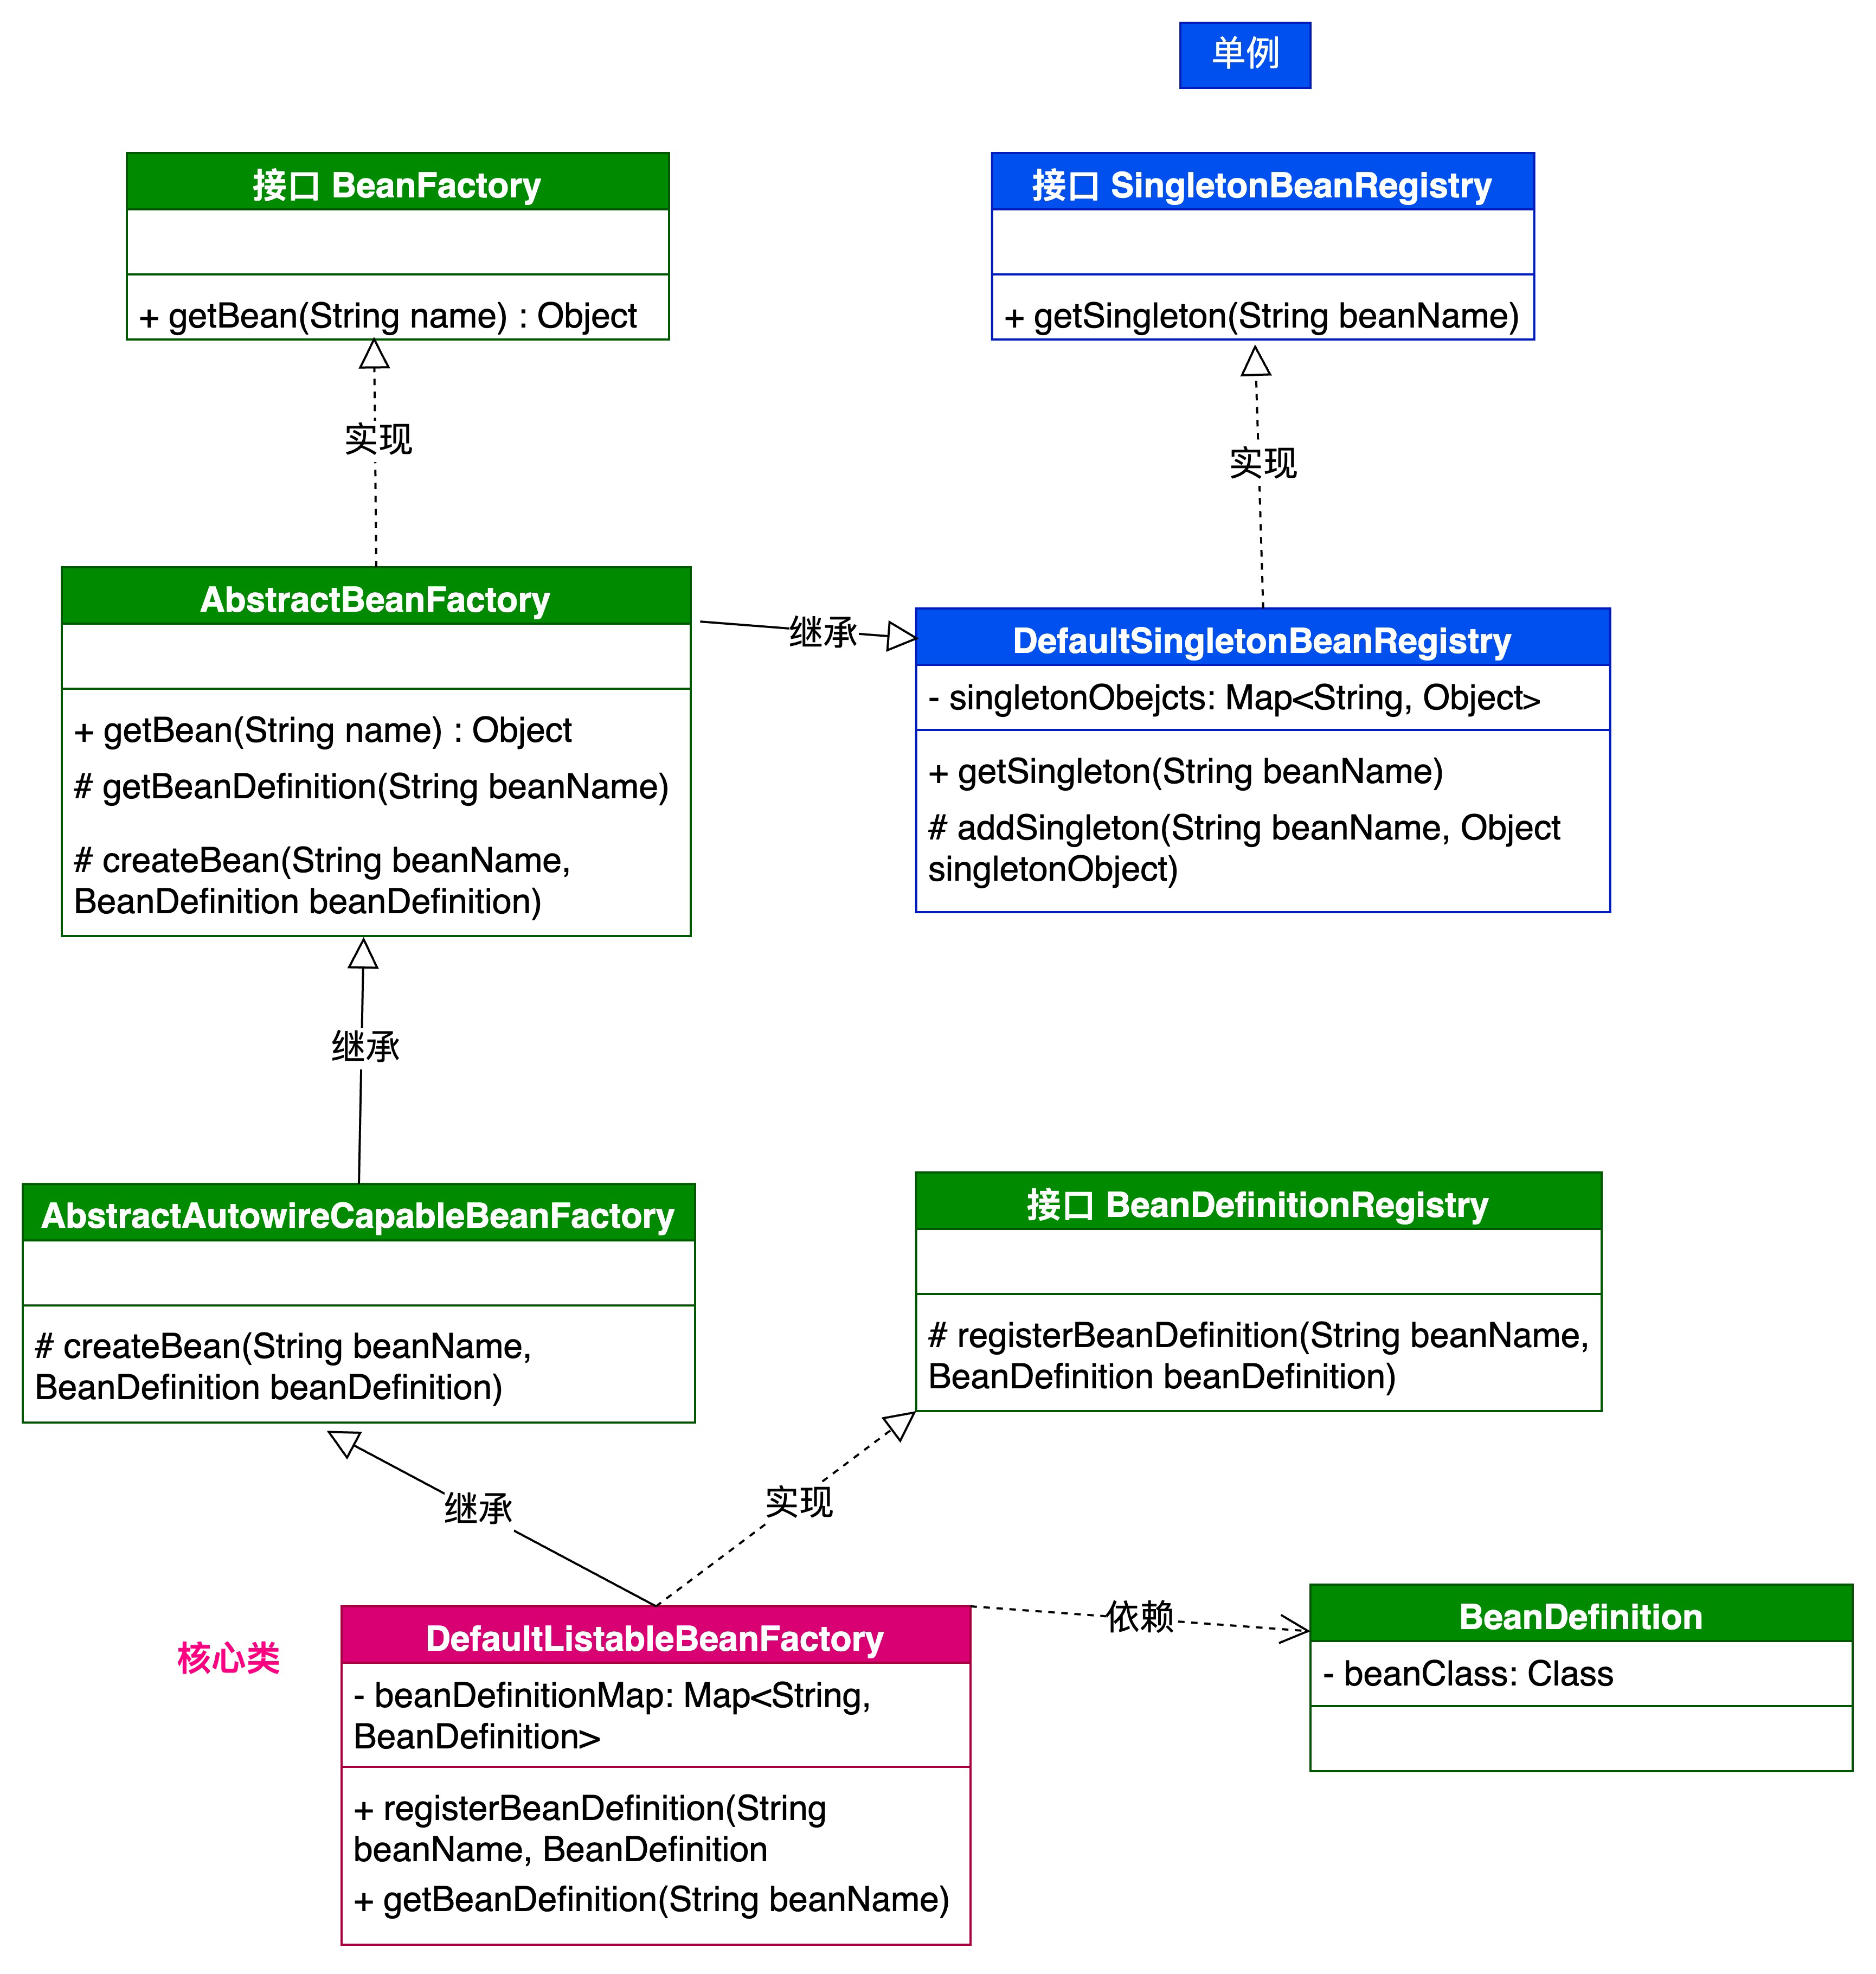 单例
接口 BeanFactory
+ getBean(String name) : Object
接口 SingletonBeanRegistry
+ getSingleton(String beanName)
实现
实现
AbstractBeanFactory
+ getBean(String name) : Object
# getBeanDefinition(String beanName)
# createBean(String beanName,
BeanDefinition beanDefinition)
继承
DefaultSingletonBeanRegistry
- singletonObejcts: Map<String, Object>
+ getSingleton(String beanName)
# addSingleton(String beanName, Object
singletonObject)
继承
AbstractAutowireCapableBeanFactory
# createBean(String beanName,
BeanDefinition beanDefinition)
接口 BeanDefinitionRegistry
# registerBeanDefinition(String beanName,
BeanDefinition beanDefinition)
继承
实现
核心类
DefaultListableBeanFactory
- beanDefinitionMap: Map<String,
BeanDefinition>
+ registerBeanDefinition(String
beanName, BeanDefinition
+ getBeanDefinition(String beanName)
依赖
BeanDefinition
- beanClass: Class